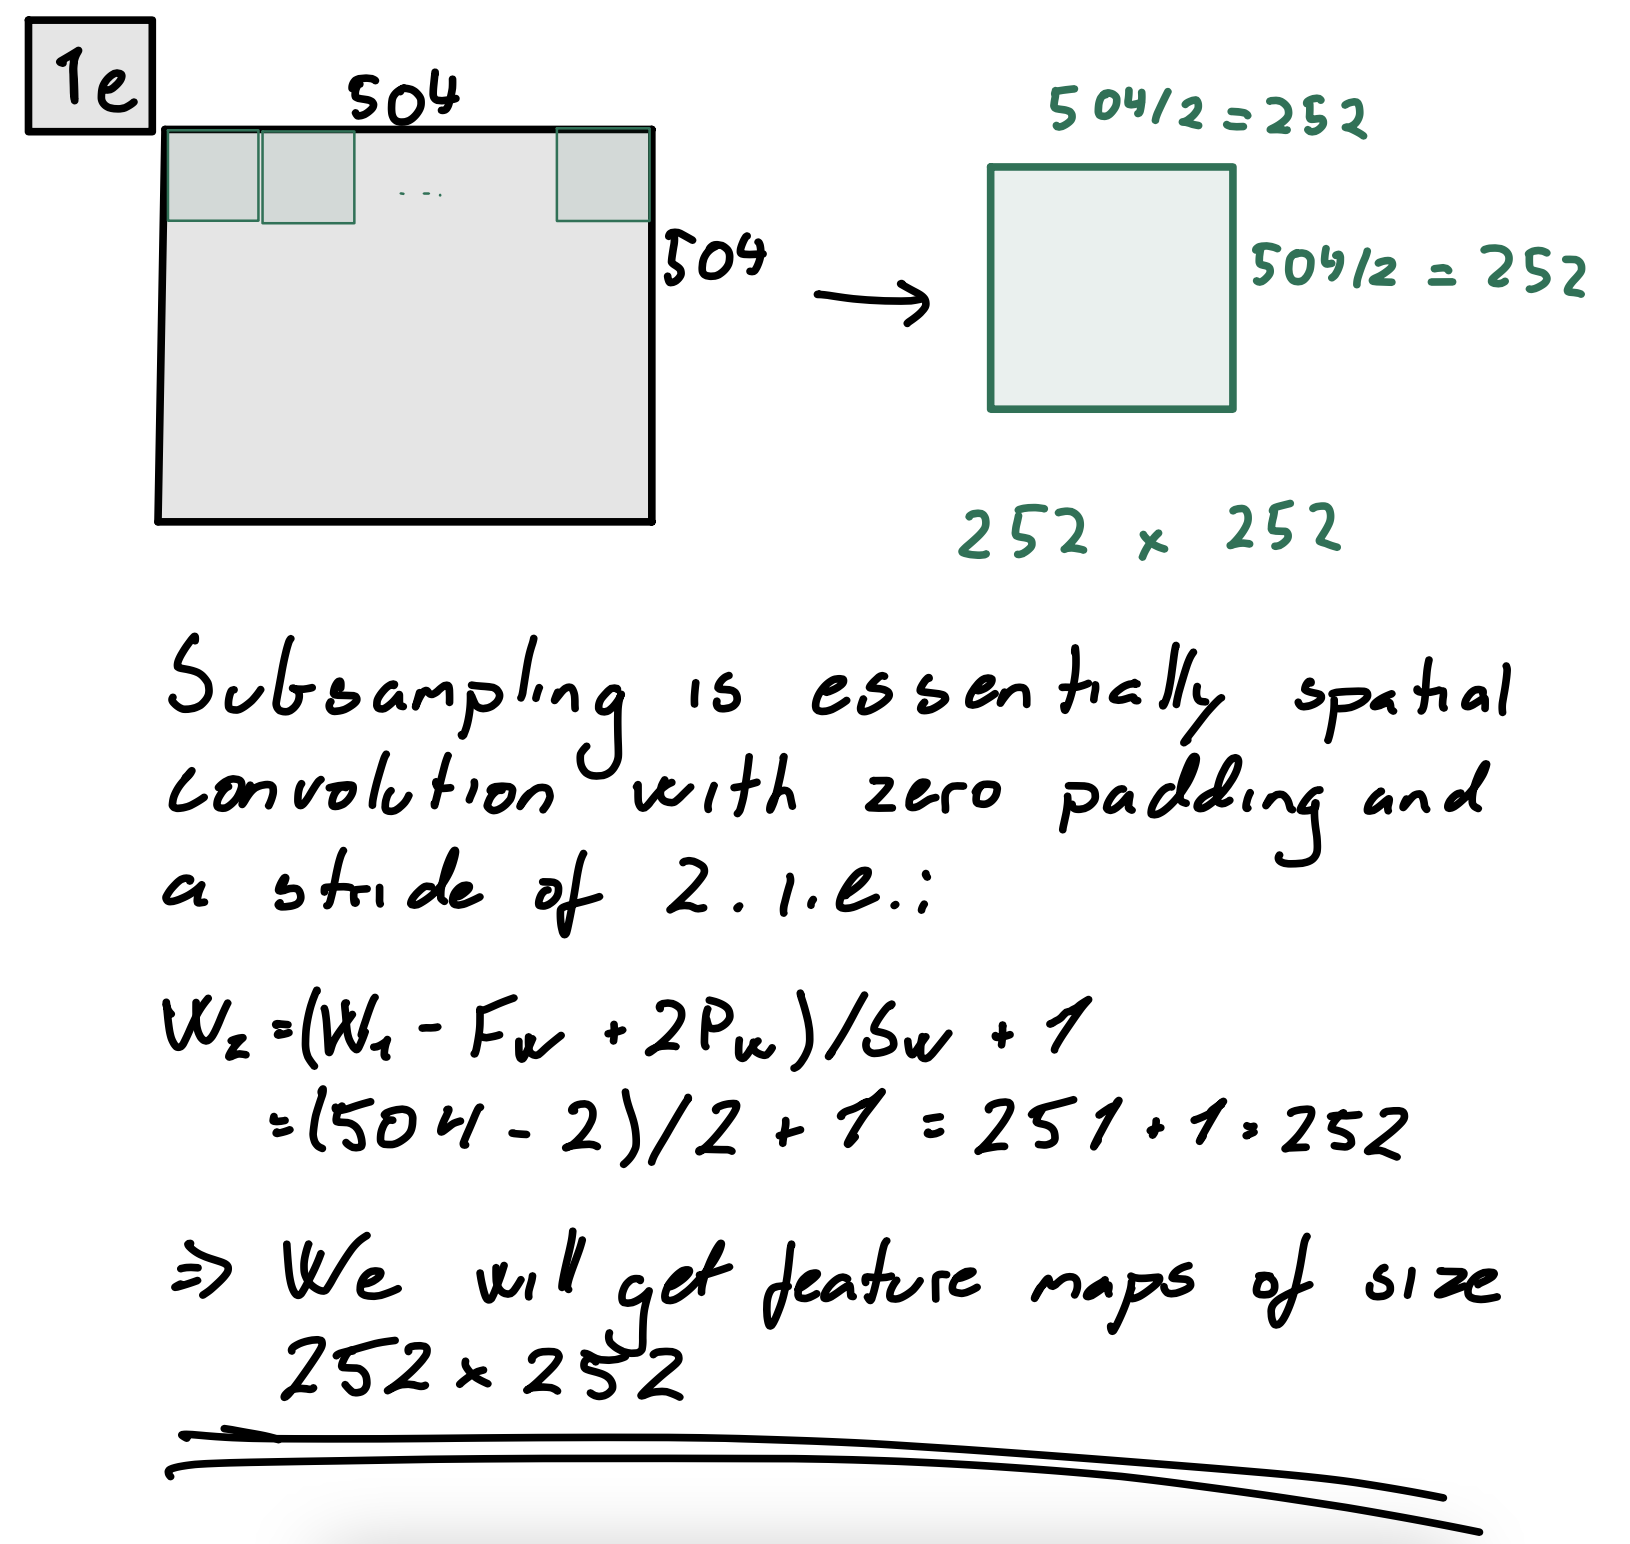 1e
504
504/2 = 252
504
504/2 = 252
252 x 252
Subsampling is essentially spatial
convolution with zero padding and
a stride of 2. i.e.:
W₂ = (W₁ - F_w + 2P_w)/S_w + 1
= (504 - 2)/2 + 1 = 251 + 1 = 252
⇒ We will get feature maps of size
252 x 252